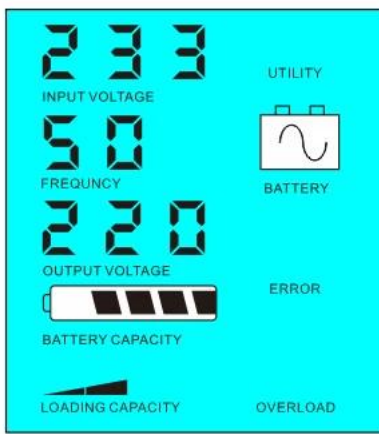 233
UTILITY
INPUT VOLTAGE
50
FREQUNCY
BATTERY
220
OUTPUT VOLTAGE
ERROR
BATTERY CAPACITY
LOADING CAPACITY
OVERLOAD